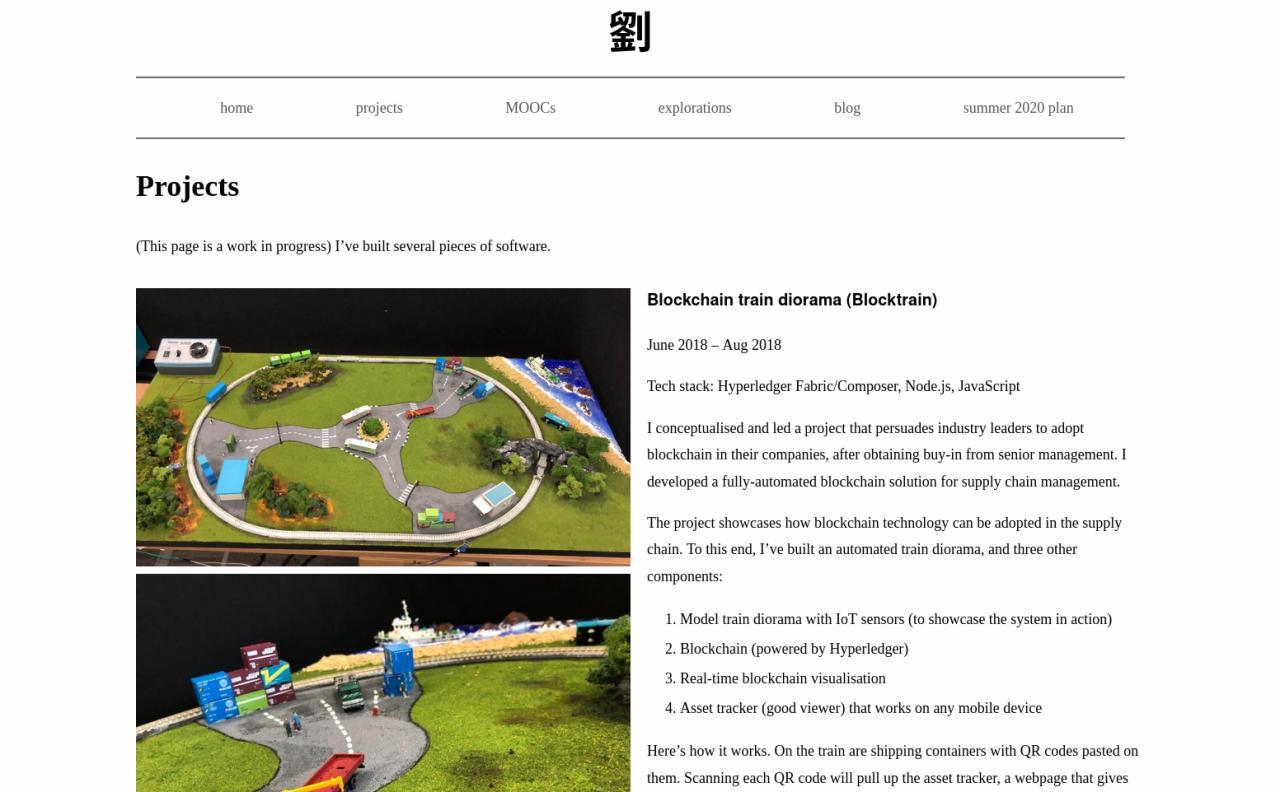 劉
home projects MOOCs explorations blog summer 2020 plan
Projects
(This page is a work in progress) I’ve built several pieces of software.
Blockchain train diorama (Blocktrain)
June 2018 – Aug 2018
Tech stack: Hyperledger Fabric/Composer, Node.js, JavaScript
I conceptualised and led a project that persuades industry leaders to adopt
blockchain in their companies, after obtaining buy-in from senior management. I
developed a fully-automated blockchain solution for supply chain management.
The project showcases how blockchain technology can be adopted in the supply
chain. To this end, I’ve built an automated train diorama, and three other
components:
1. Model train diorama with IoT sensors (to showcase the system in action)
2. Blockchain (powered by Hyperledger)
3. Real-time blockchain visualisation
4. Asset tracker (good viewer) that works on any mobile device
Here’s how it works. On the train are shipping containers with QR codes pasted on
them. Scanning each QR code will pull up the asset tracker, a webpage that gives